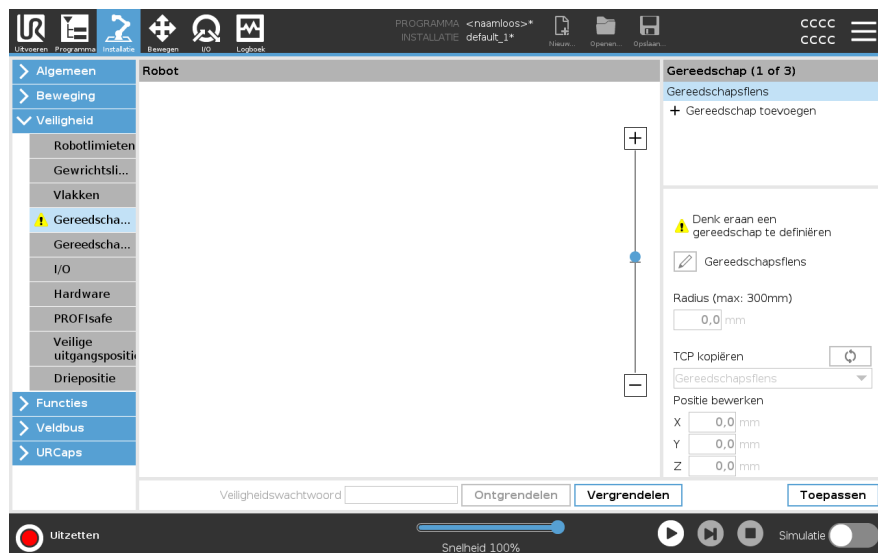 PROGRAMMA <naamloos>*
INSTALLATIE default_1*
Uitvoeren Programma Installatie Bewegen I/O Logboek
Nieuw... Openen... Opslaan...
cccc
cccc
Algemeen
Beweging
Veiligheid
Robotlimieten
Gewrichtsli...
Vlakken
Gereedscha...
Gereedscha...
I/O
Hardware
PROFIsafe
Veilige
uitgangspositi
Driepositie
Functies
Veldbus
URCaps
Robot
Gereedschap (1 of 3)
Gereedschapsflens
+ Gereedschap toevoegen
Denk eraan een
gereedschap te definiëren
Gereedschapsflens
Radius (max: 300mm)
0,0 mm
TCP kopiëren
Gereedschapsflens
Positie bewerken
X 0,0 mm
Y 0,0 mm
Z 0,0 mm
Veiligheidswachtwoord Ontgrendelen Vergrendelen Toepassen
Uitzetten
Snelheid 100%
Simulatie